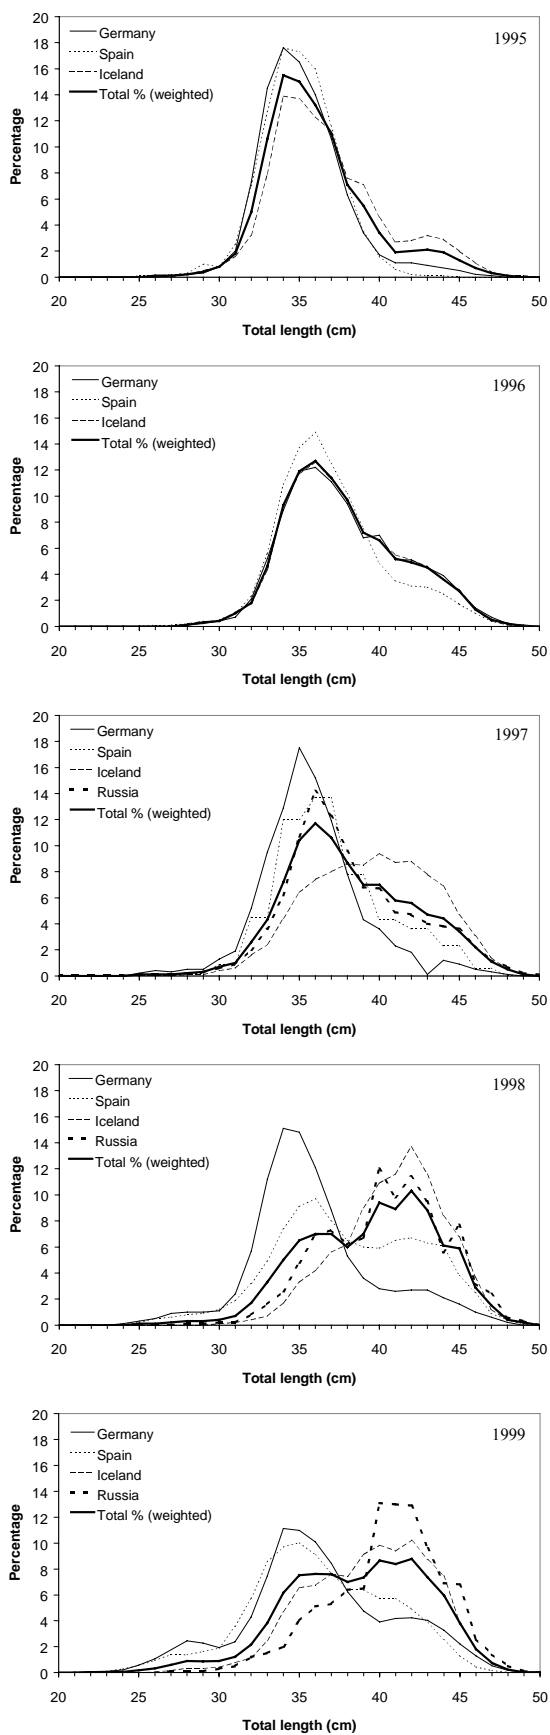 20
18
16
14
12
10
8
6
4
2
0
Percentage
Germany
Spain
Iceland
Total % (weighted)
1995
20 25 30 35 40 45 50
Total length (cm)
20
18
16
14
12
10
8
6
4
2
0
Percentage
Germany
Spain
Iceland
Total % (weighted)
1996
20 25 30 35 40 45 50
Total length (cm)
20
18
16
14
12
10
8
6
4
2
0
Percentage
Germany
Spain
Iceland
Russia
Total % (weighted)
1997
20 25 30 35 40 45 50
Total length (cm)
20
18
16
14
12
10
8
6
4
2
0
Percentage
Germany
Spain
Iceland
Russia
Total % (weighted)
1998
20 25 30 35 40 45 50
Total length (cm)
20
18
16
14
12
10
8
6
4
2
0
Percentage
Germany
Spain
Iceland
Russia
Total % (weighted)
1999
20 25 30 35 40 45 50
Total length (cm)